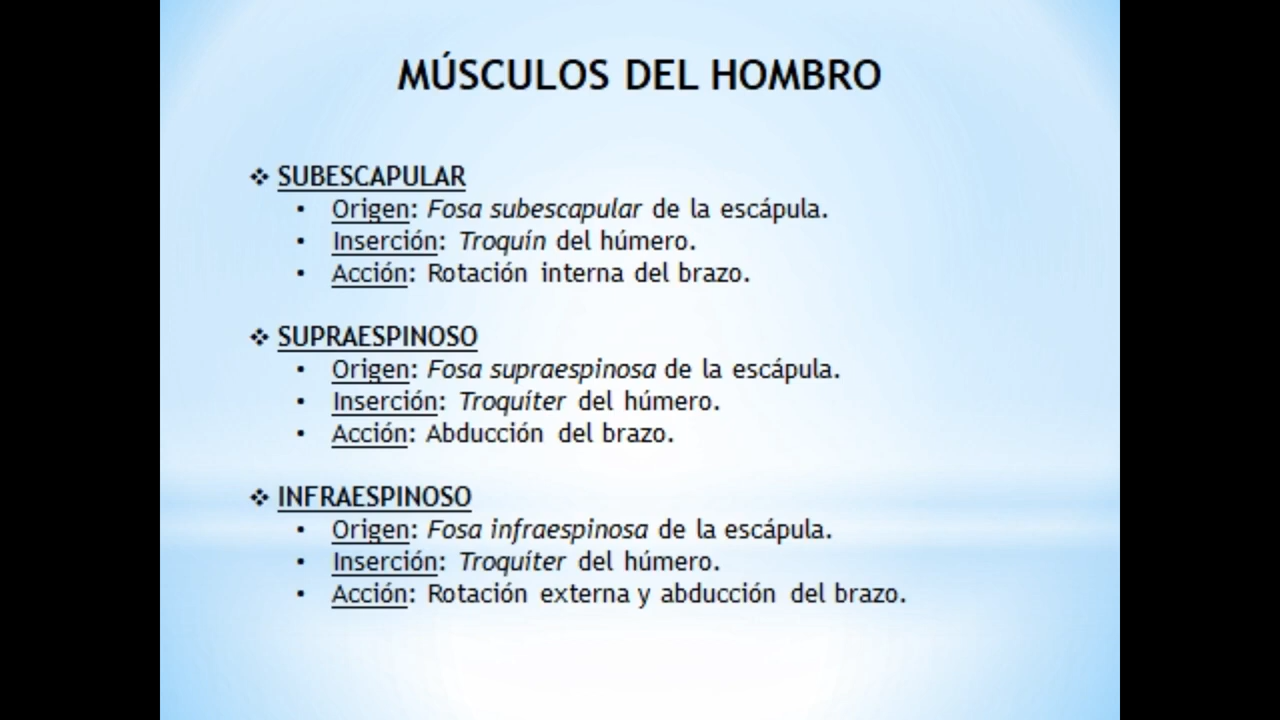 MÚSCULOS DEL HOMBRO
❖ SUBESCAPULAR
• Origen: Fosa subescapular de la escápula.
• Inserción: Troquín del húmero.
• Acción: Rotación interna del brazo.
❖ SUPRAESPINOSO
• Origen: Fosa supraespinosa de la escápula.
• Inserción: Troquíter del húmero.
• Acción: Abducción del brazo.
❖ INFRAESPINOSO
• Origen: Fosa infraespinosa de la escápula.
• Inserción: Troquíter del húmero.
• Acción: Rotación externa y abducción del brazo.